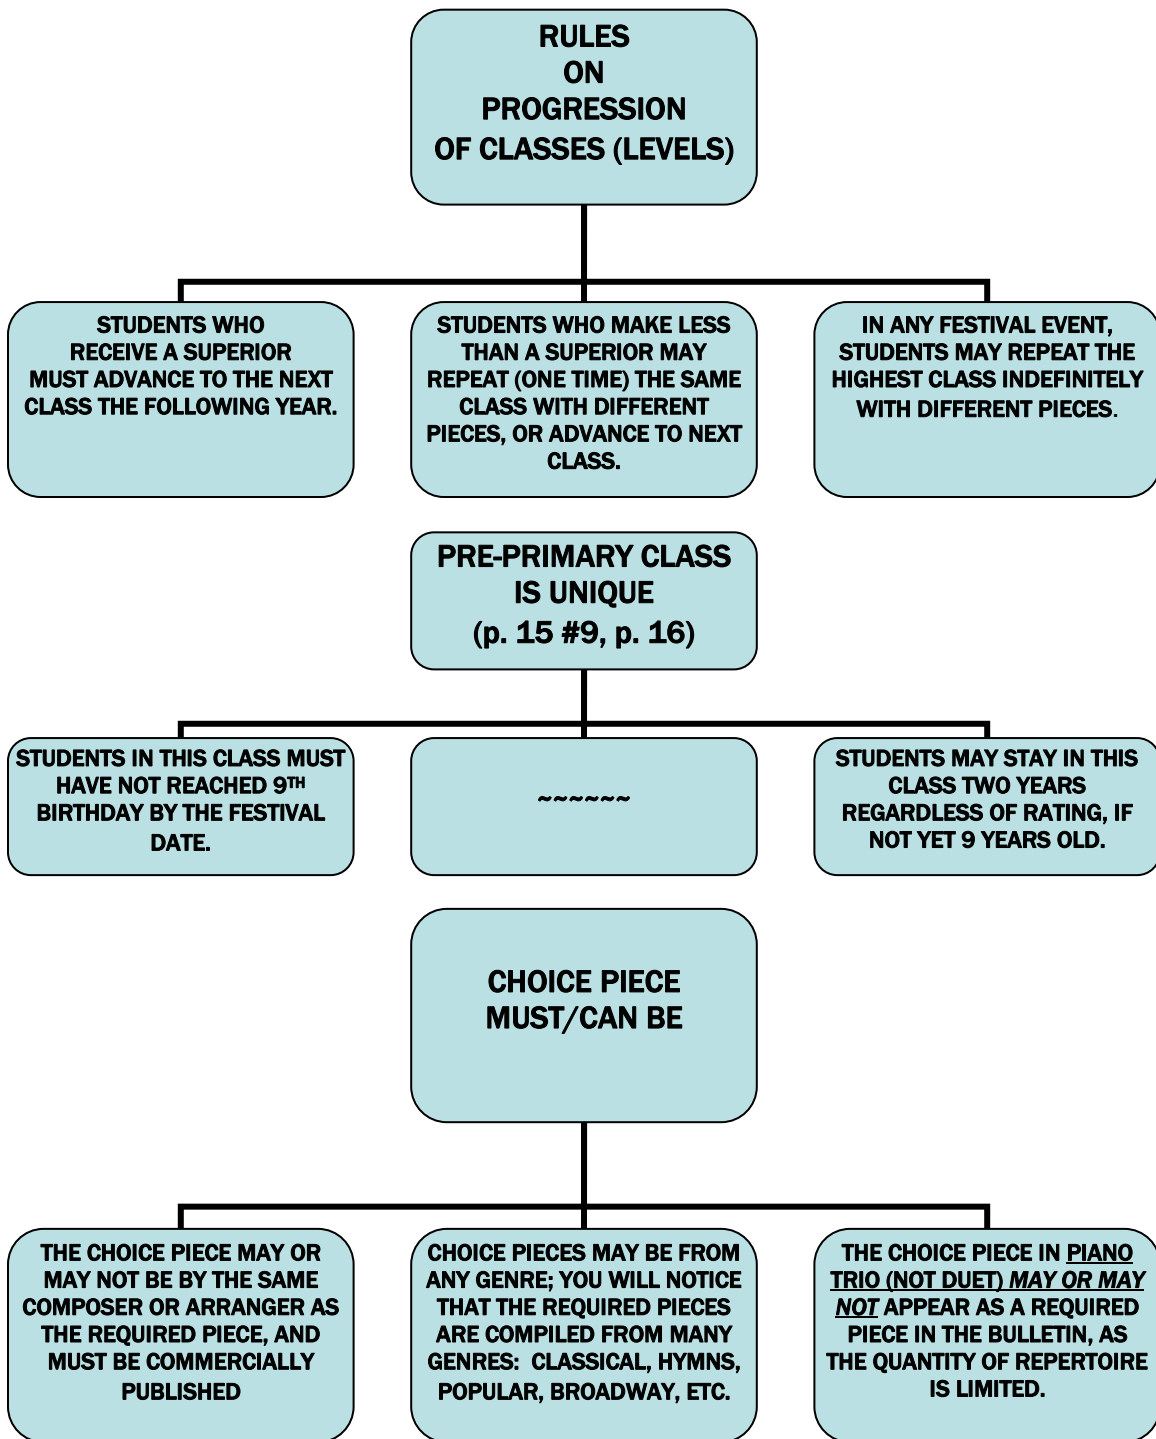 RULES
ON
PROGRESSION
OF CLASSES (LEVELS)
STUDENTS WHO
RECEIVE A SUPERIOR
MUST ADVANCE TO THE NEXT
CLASS THE FOLLOWING YEAR.
STUDENTS WHO MAKE LESS
THAN A SUPERIOR MAY
REPEAT (ONE TIME) THE SAME
CLASS WITH DIFFERENT
PIECES, OR ADVANCE TO NEXT
CLASS.
IN ANY FESTIVAL EVENT,
STUDENTS MAY REPEAT THE
HIGHEST CLASS INDEFINITELY
WITH DIFFERENT PIECES.
PRE-PRIMARY CLASS
IS UNIQUE
(p. 15 #9, p. 16)
STUDENTS IN THIS CLASS MUST
HAVE NOT REACHED 9TH
BIRTHDAY BY THE FESTIVAL
DATE.
~~~~~~
STUDENTS MAY STAY IN THIS
CLASS TWO YEARS
REGARDLESS OF RATING, IF
NOT YET 9 YEARS OLD.
CHOICE PIECE
MUST/CAN BE
THE CHOICE PIECE MAY OR
MAY NOT BE BY THE SAME
COMPOSER OR ARRANGER AS
THE REQUIRED PIECE, AND
MUST BE COMMERCIALLY
PUBLISHED
CHOICE PIECES MAY BE FROM
ANY GENRE; YOU WILL NOTICE
THAT THE REQUIRED PIECES
ARE COMPILED FROM MANY
GENRES: CLASSICAL, HYMNS,
POPULAR, BROADWAY, ETC.
THE CHOICE PIECE IN PIANO
TRIO (NOT DUET) MAY OR MAY
NOT APPEAR AS A REQUIRED
PIECE IN THE BULLETIN, AS
THE QUANTITY OF REPERTOIRE
IS LIMITED.